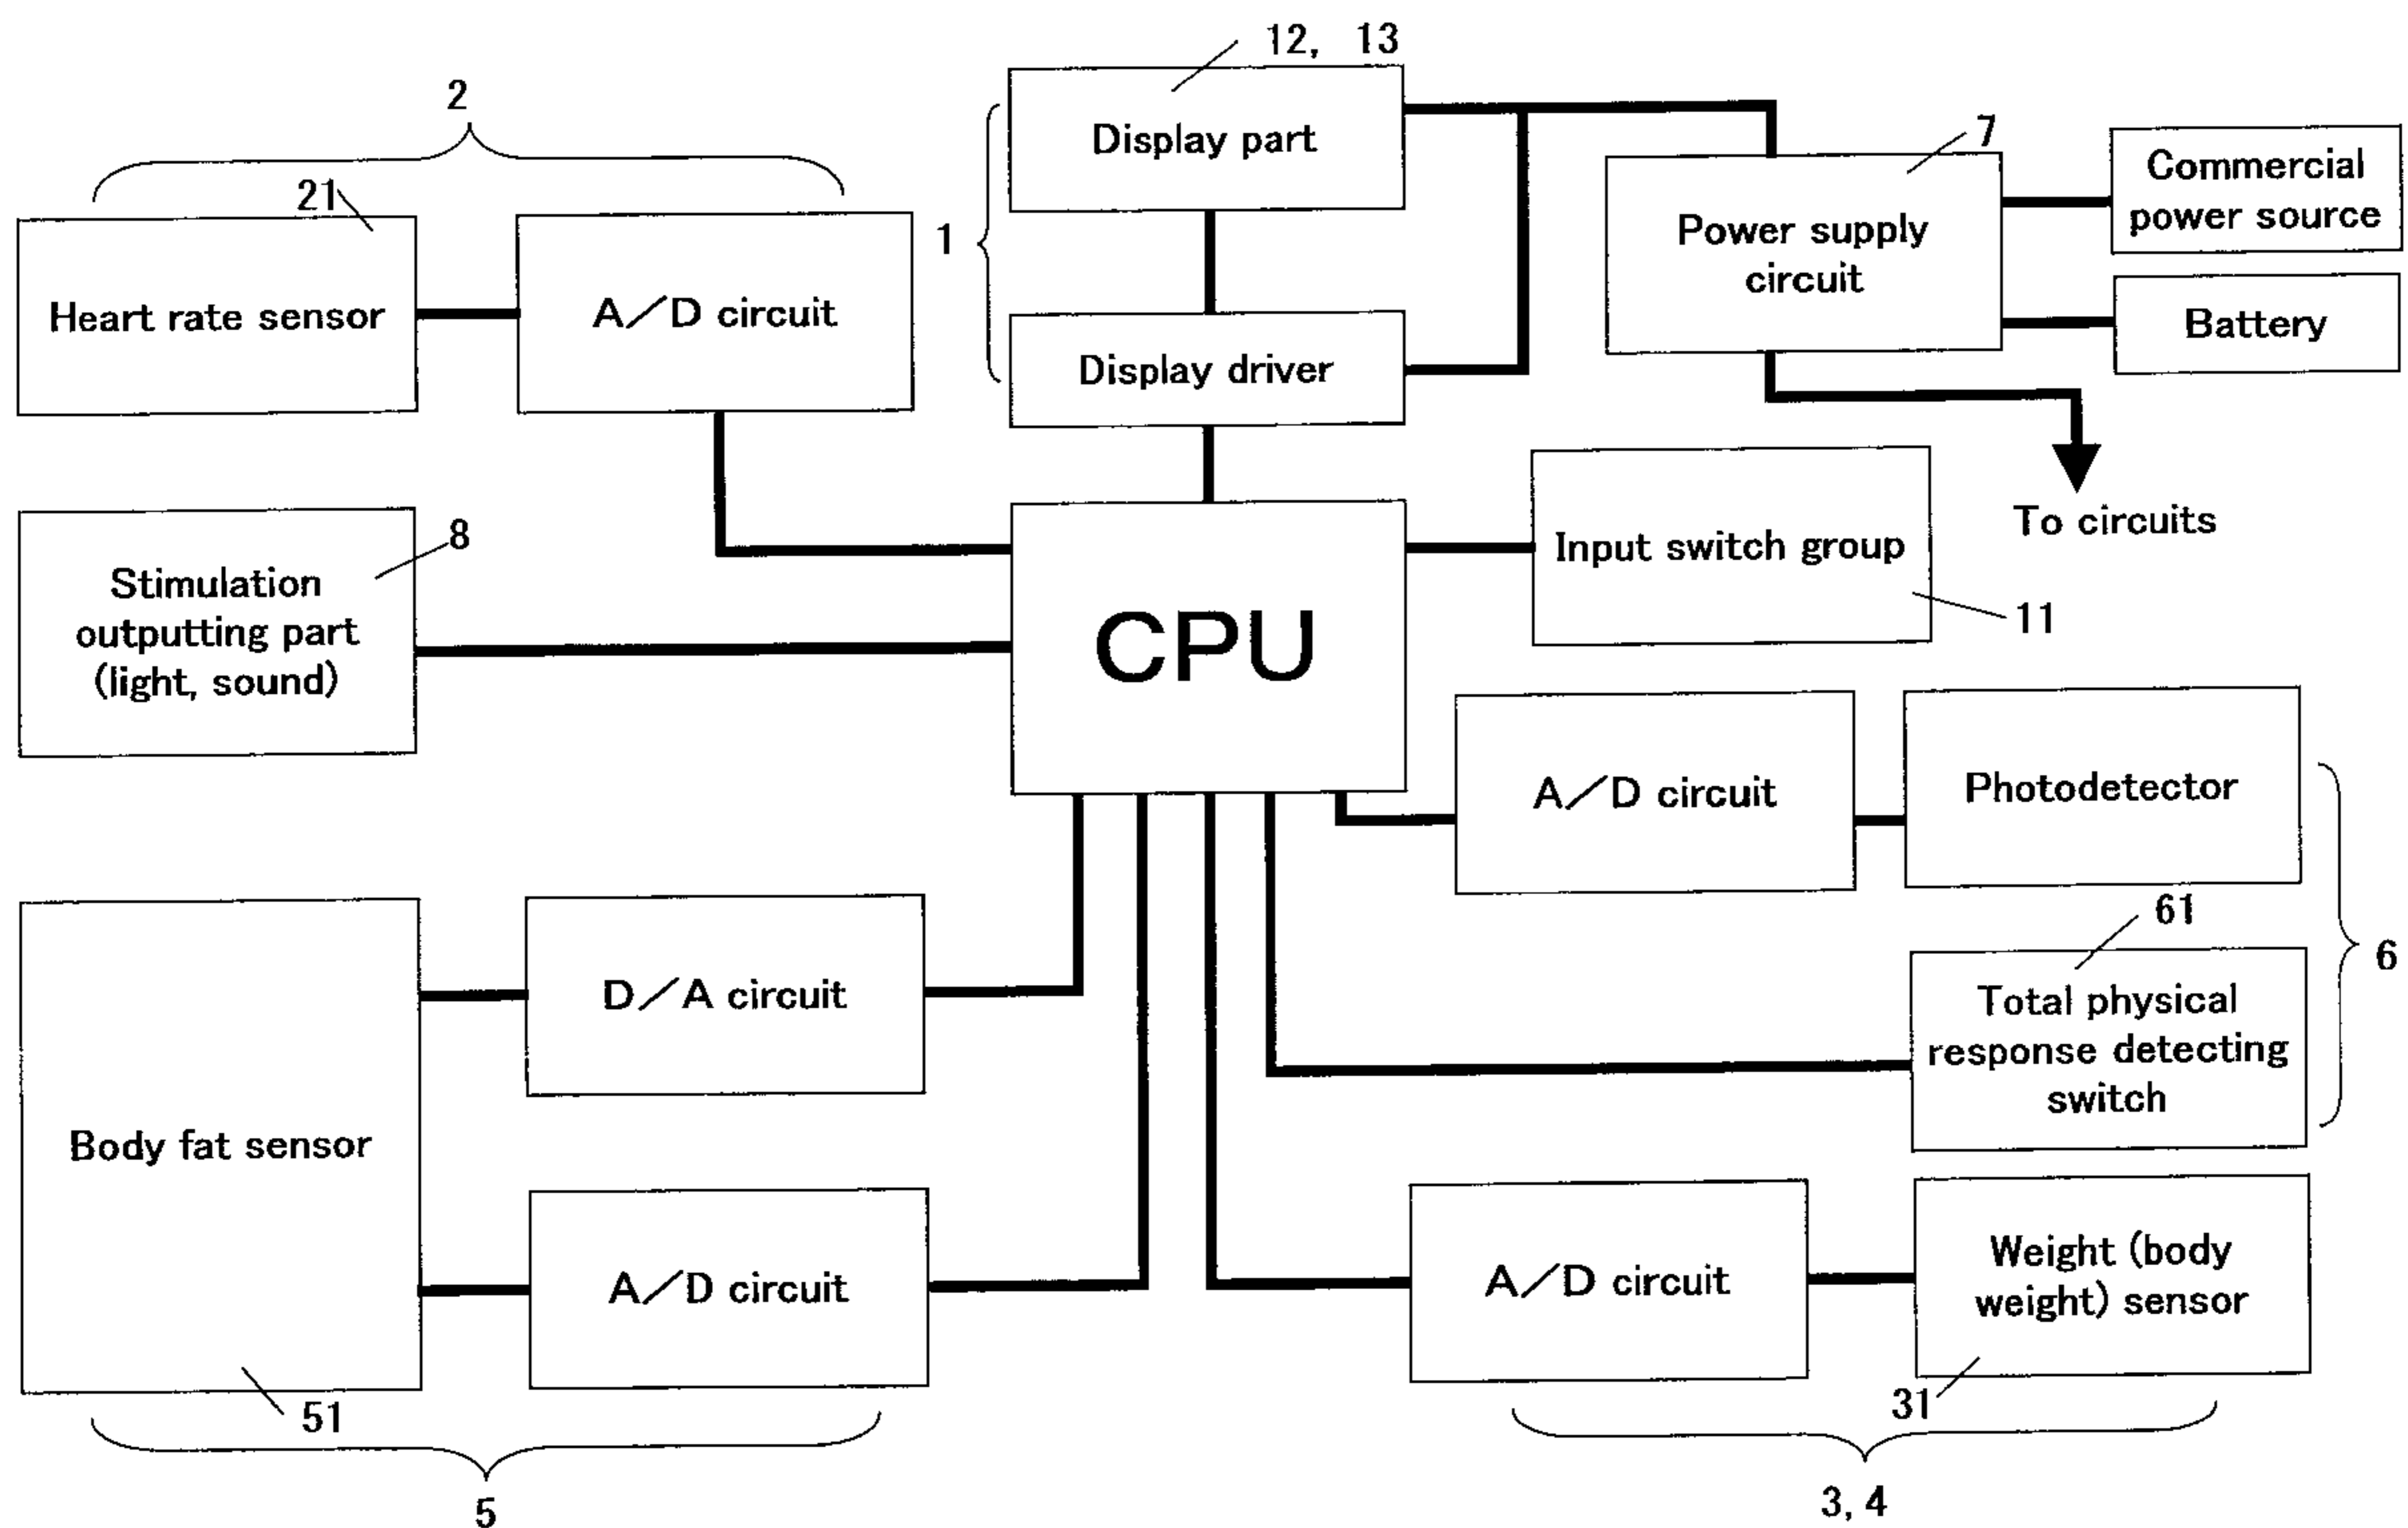 12, 13
2
Display part
7
Commercial
power source
21
1
Power supply
circuit
Heart rate sensor
A/D circuit
Display driver
Battery
To circuits
8
Stimulation
outputting part
(light, sound)
CPU
Input switch group
11
A/D circuit
Photodetector
61
6
D/A circuit
Total physical
response detecting
switch
Body fat sensor
A/D circuit
A/D circuit
Weight (body
weight) sensor
51
31
5
3, 4